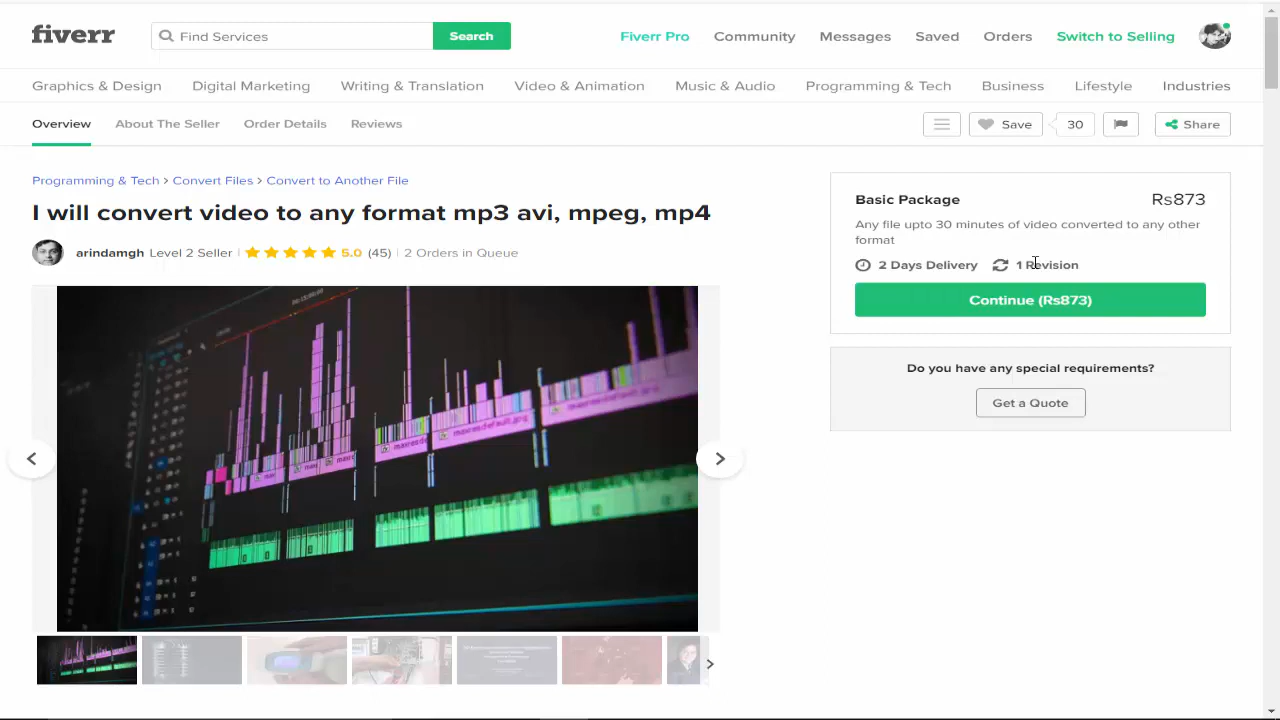 fiverr
Find Services
Search
Fiverr Pro
Community
Messages
Saved
Orders
Switch to Selling
Graphics & Design
Digital Marketing
Writing & Translation
Video & Animation
Music & Audio
Programming & Tech
Business
Lifestyle
Industries
Overview
About The Seller
Order Details
Reviews
Save
30
Share
Programming & Tech > Convert Files > Convert to Another File
I will convert video to any format mp3 avi, mpeg, mp4
arindamgh Level 2 Seller | 5.0 (45) | 2 Orders in Queue
Basic Package
Rs873
Any file upto 30 minutes of video converted to any other
format
2 Days Delivery
1 Revision
Continue (Rs873)
Do you have any special requirements?
Get a Quote